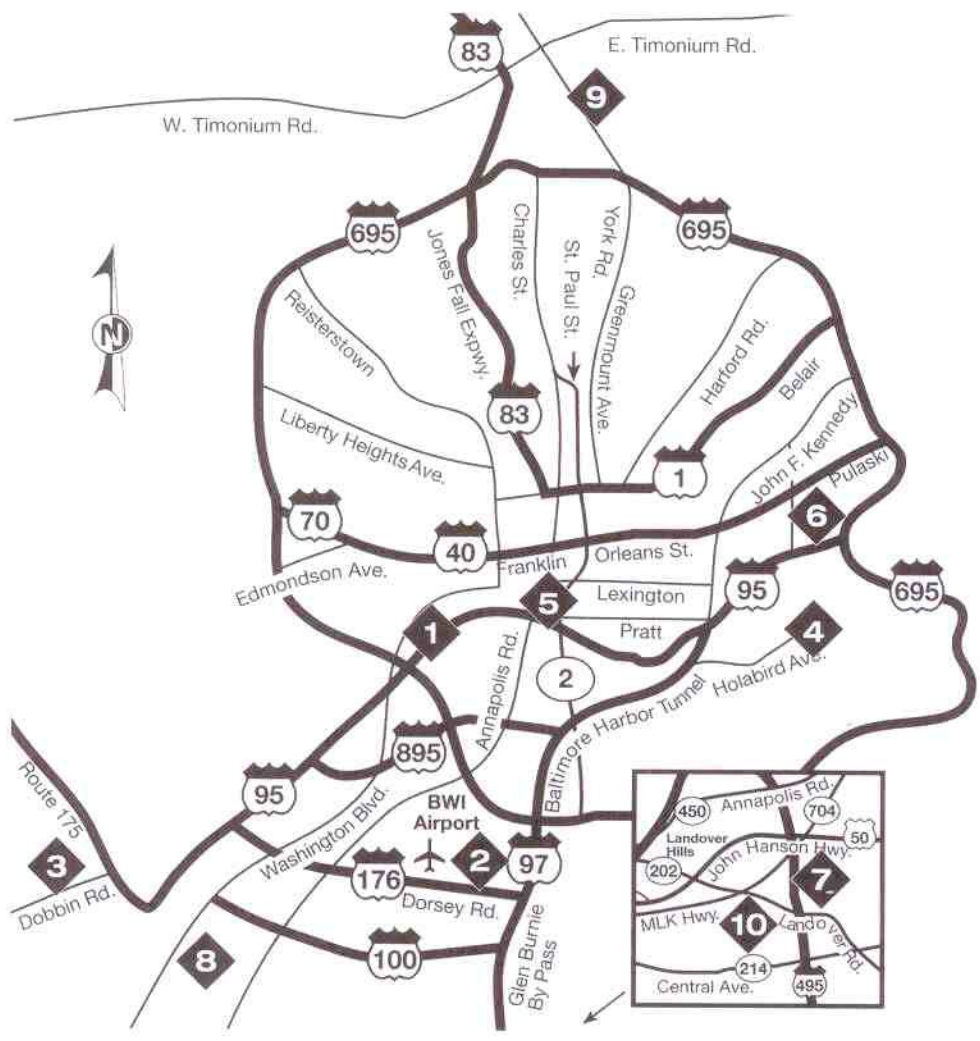 83
E. Timonium Rd.
9
W. Timonium Rd.
695
695
Jones Fall Expwy.
Charles St.
St. Paul St.
York Rd.
Greenmount Ave.
N
Reisterstown
Harford Rd.
Belair
83
Liberty Heights Ave.
1
John F. Kennedy
Pulaski
70
6
40
Franklin
Orleans St.
Edmondson Ave.
95
695
Lexington
5
1
Pratt
4
Annapolis Rd.
2
Holabird Ave.
Baltimore Harbor Tunnel
895
Route 175
95
Washington Blvd.
BWI
Airport
450
Annapolis Rd.
704
Landover
Hills
John Hanson Hwy.
50
3
2
97
202
7
Dobbin Rd.
176
Dorsey Rd.
MLK Hwy.
10
Landover Rd.
8
100
Glen Burnie
By Pass
214
Central Ave.
495